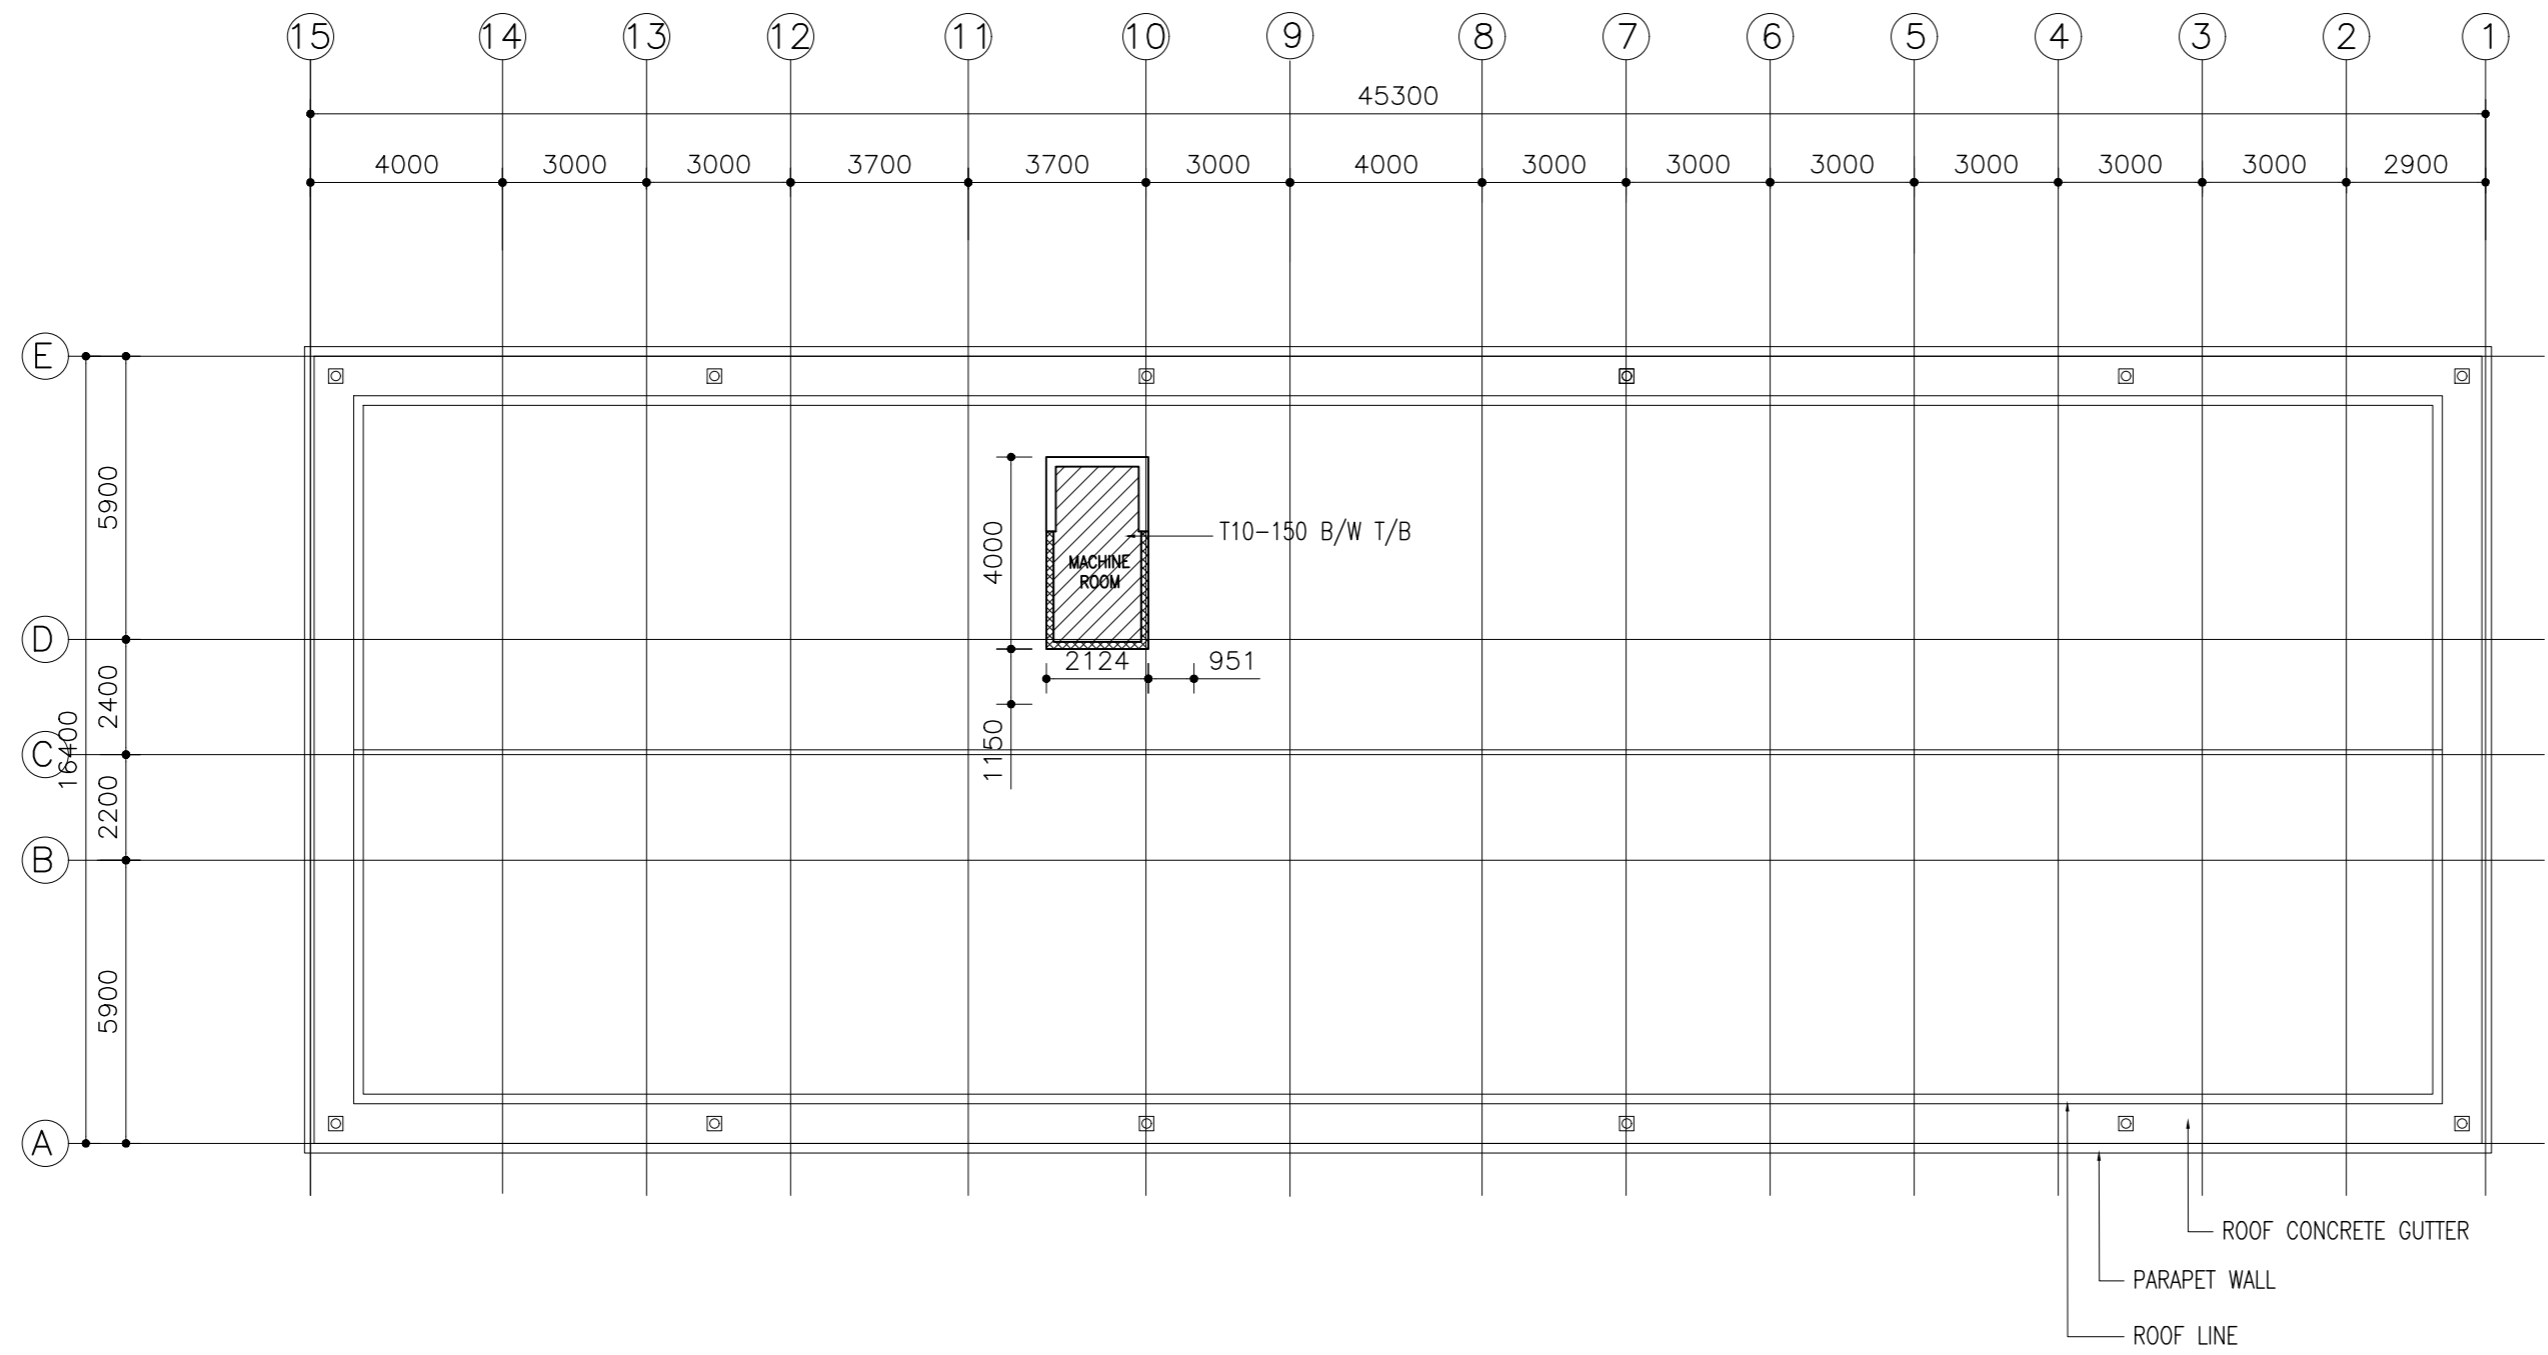 15 14 13 12 11 10 9 8 7 6 5 4 3 2 1
45300
4000 3000 3000 3700 3700 3000 4000 3000 3000 3000 3000 3000 3000 2900
E
5900
4000
T10-150 B/W T/B
MACHINE
ROOM
D
2124 951
2400
16400
C
1150
2200
B
5900
A
ROOF CONCRETE GUTTER
PARAPET WALL
ROOF LINE